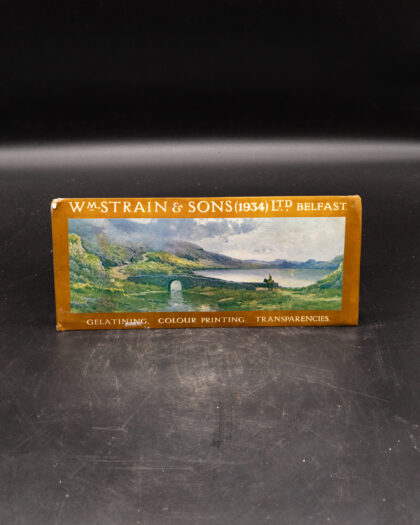 WM STRAIN & SONS (1934) LTD BELFAST.
GELATINING. COLOUR PRINTING. TRANSPARENCIES.